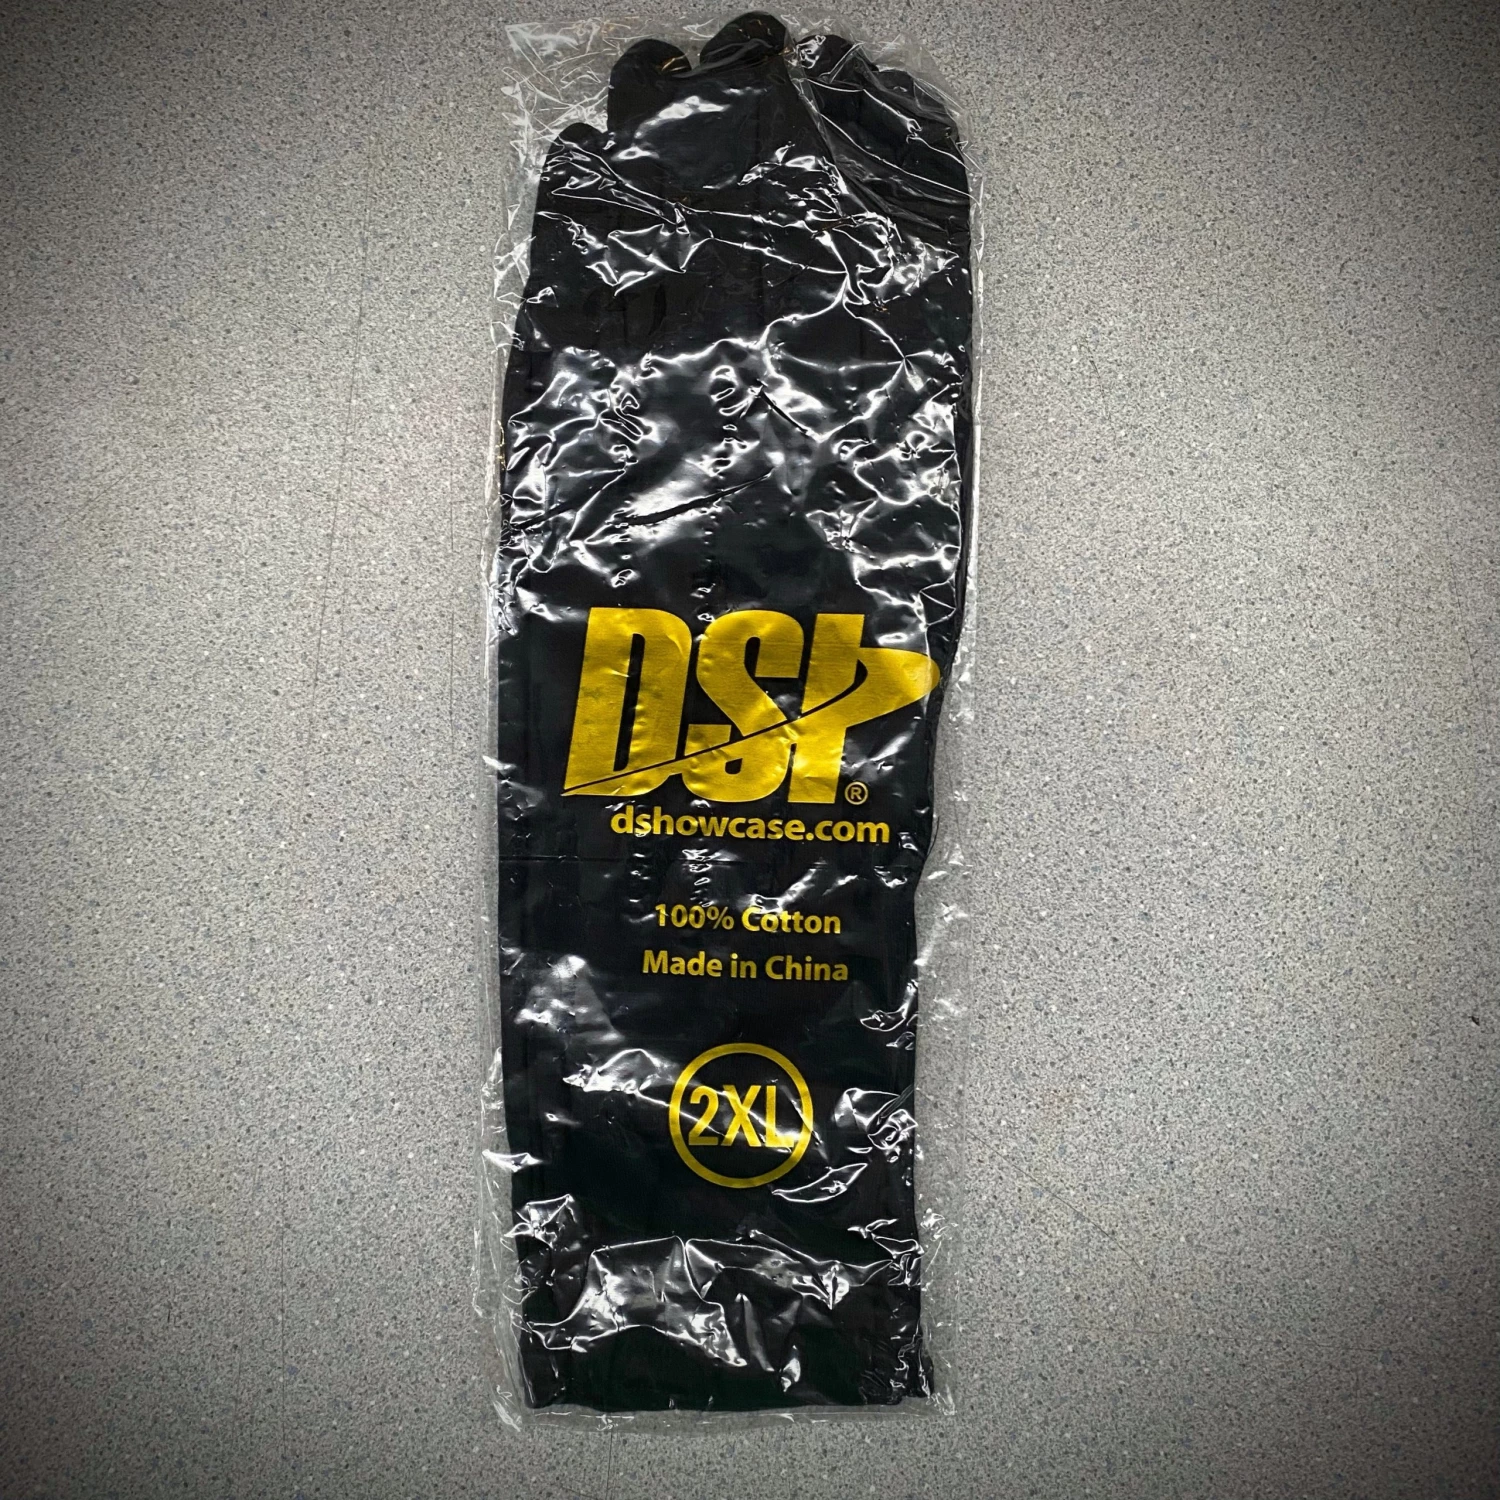 DSI®
dshowcase.com
100% Cotton
Made in China
2XL